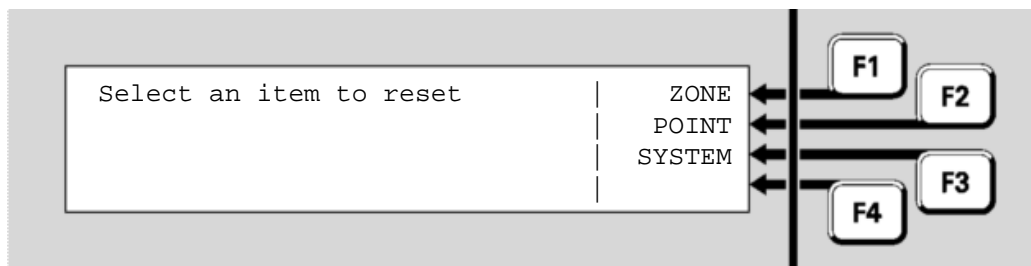 Select an item to reset | ZONE
| POINT
| SYSTEM
|
F1
F2
F3
F4